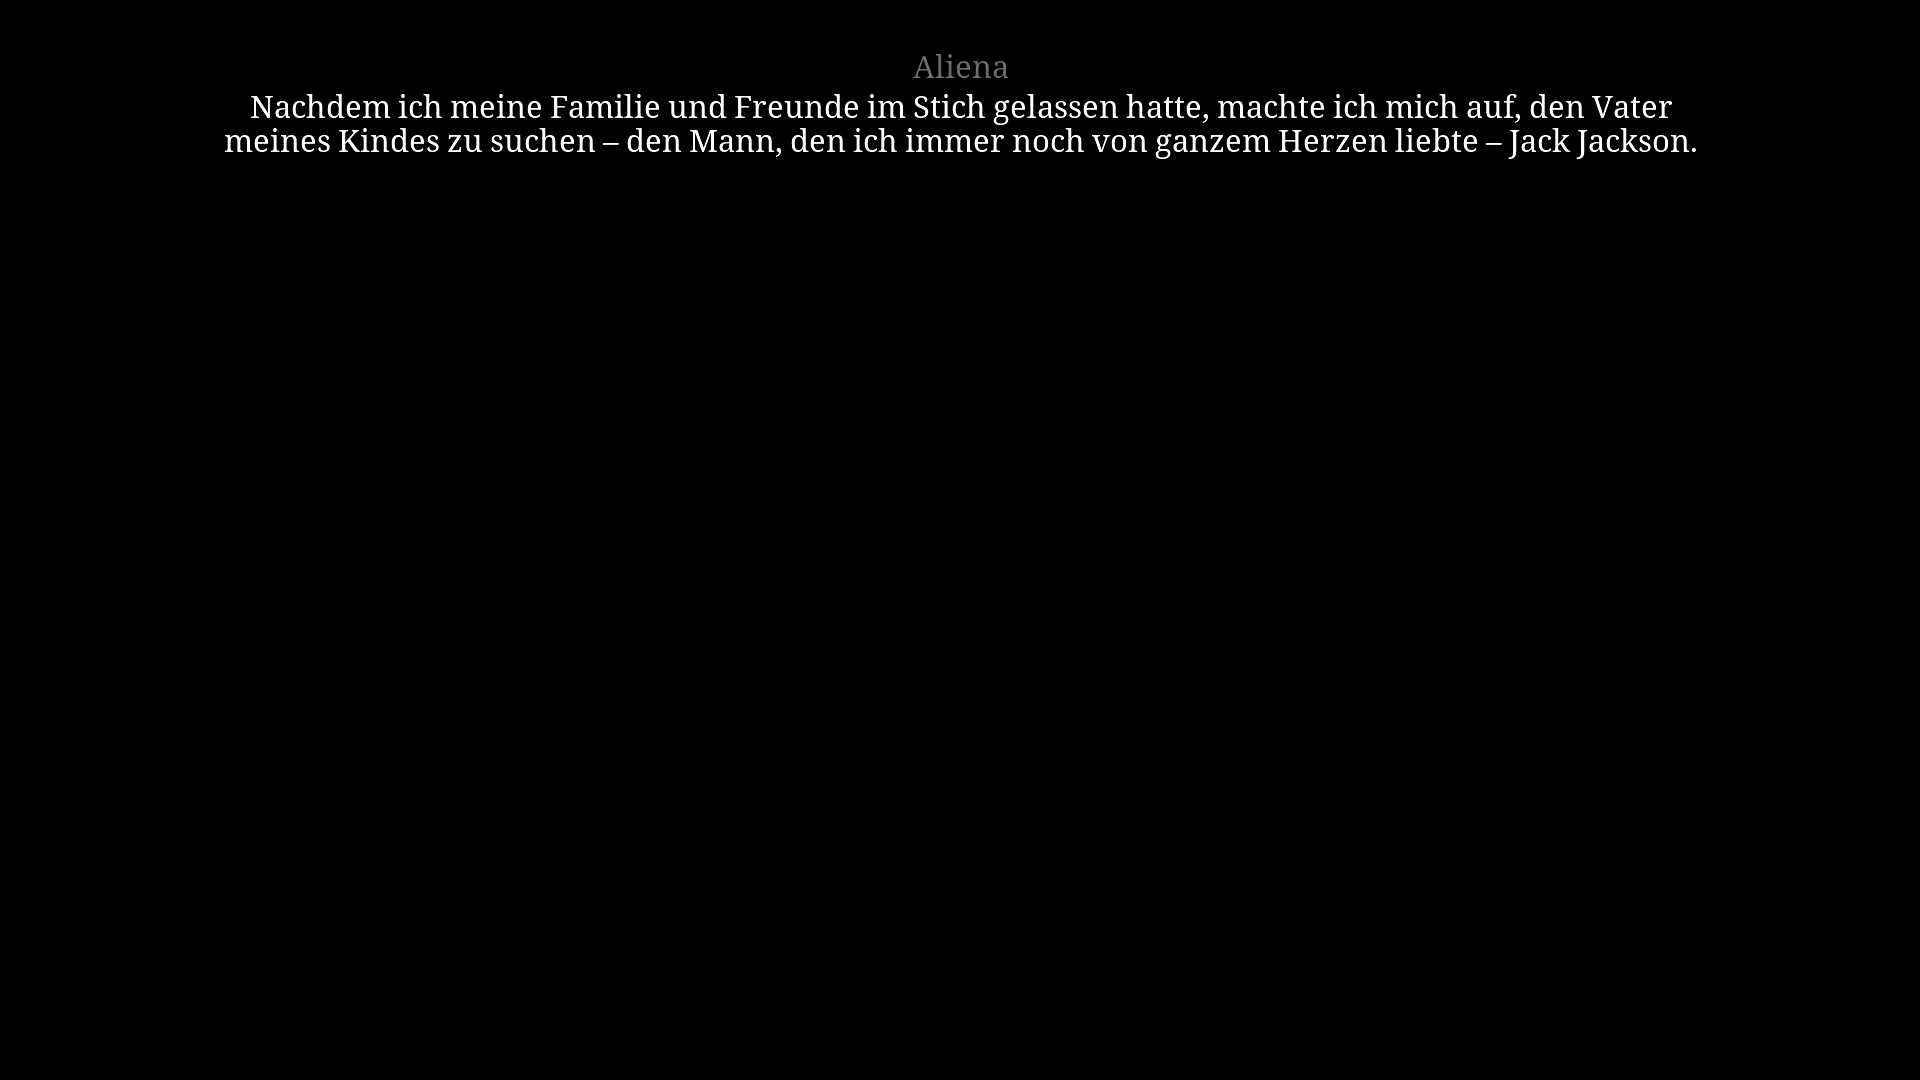 Aliena
Nachdem ich meine Familie und Freunde im Stich gelassen hatte, machte ich mich auf, den Vater
meines Kindes zu suchen – den Mann, den ich immer noch von ganzem Herzen liebte – Jack Jackson.